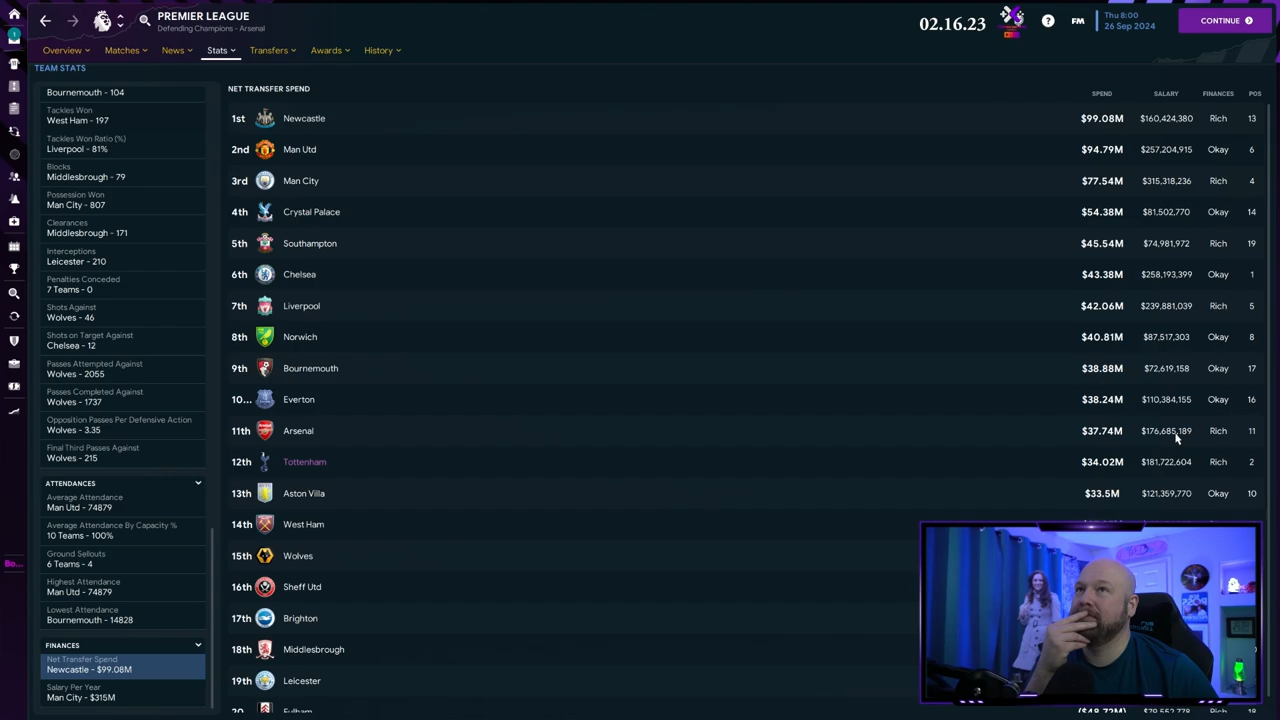 PREMIER LEAGUE
Defending Champions - Arsenal
02.16.23
FM
Thu 8:00
26 Sep 2024
CONTINUE
Overview
Matches
News
Stats
Transfers
Awards
History
TEAM STATS
Bournemouth - 104
Tackles Won
West Ham - 197
Tackles Won Ratio (%)
Liverpool - 81%
Blocks
Middlesbrough - 79
Possession Won
Man City - 807
Clearances
Middlesbrough - 171
Interceptions
Leicester - 210
Penalties Conceded
7 Teams - 0
Shots Against
Wolves - 46
Shots on Target Against
Chelsea - 12
Passes Attempted Against
Wolves - 2055
Passes Completed Against
Wolves - 1737
Opposition Passes Per Defensive Action
Wolves - 3.35
Final Third Passes Against
Wolves - 215
ATTENDANCES
Average Attendance
Man Utd - 74879
Average Attendance By Capacity %
10 Teams - 100%
Ground Sellouts
6 Teams - 4
Highest Attendance
Man Utd - 74879
Lowest Attendance
Bournemouth - 14828
FINANCES
Net Transfer Spend
Newcastle - $99.08M
Salary Per Year
Man City - $315M
Bo...
NET TRANSFER SPEND
SPEND SALARY FINANCES POS
1st Newcastle $99.08M $160,424,380 Rich 13
2nd Man Utd $94.79M $257,204,915 Okay 6
3rd Man City $77.54M $315,318,236 Rich 4
4th Crystal Palace $54.38M $81,502,770 Okay 14
5th Southampton $45.54M $74,981,972 Rich 19
6th Chelsea $43.38M $258,193,399 Okay 1
7th Liverpool $42.06M $239,881,039 Rich 5
8th Norwich $40.81M $87,517,303 Okay 8
9th Bournemouth $38.88M $72,619,158 Okay 17
10... Everton $38.24M $110,384,155 Okay 16
11th Arsenal $37.74M $176,685,189 Rich 11
12th Tottenham $34.02M $181,722,604 Rich 2
13th Aston Villa $33.5M $121,359,770 Okay 10
14th West Ham
15th Wolves
16th Sheff Utd
17th Brighton
18th Middlesbrough
19th Leicester
20 Fulham ($48.72M) $79,552,778 Rich 18